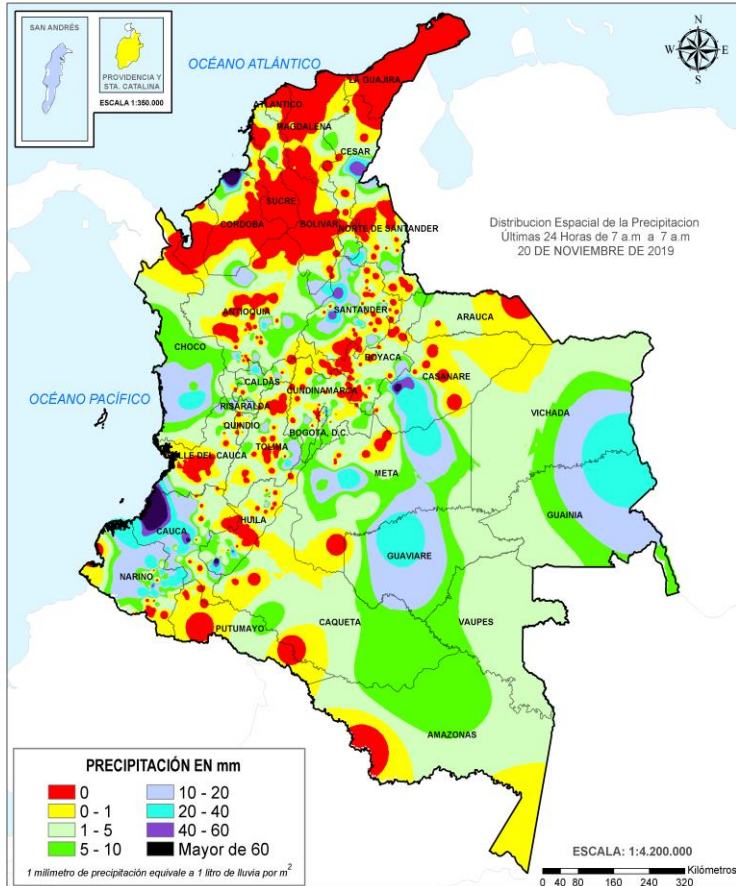 SAN ANDRÉS
PROVIDENCIA Y
STA. CATALINA
ESCALA 1:350.000
OCÉANO ATLÁNTICO
N
W E
S
LA GUAJIRA
ATLANTICO
MAGDALENA
CESAR
SUCRE
CORDOBA
BOLIVAR
NORTE DE SANTANDER
Distribucion Espacial de la Precipitacion
Últimas 24 Horas de 7 a.m a 7 a.m
20 DE NOVIEMBRE DE 2019
ANTIOQUIA
SANTANDER
ARAUCA
CHOCO
BOYACA
CALDAS
CUNDINAMARCA
CASANARE
OCÉANO PACÍFICO
RISARALDA
VICHADA
QUINDIO
BOGOTA, D.C.
TOLIMA
VALLE DEL CAUCA
META
GUAINIA
HUILA
CAUCA
GUAVIARE
NARINO
CAQUETA
VAUPES
PUTUMAYO
AMAZONAS
PRECIPITACIÓN EN mm
0
0 - 1
1 - 5
5 - 10
10 - 20
20 - 40
40 - 60
Mayor de 60
1 milímetro de precipitación equivale a 1 litro de lluvia por m²
ESCALA: 1:4.200.000
Kilómetros
0 40 80 160 240 320